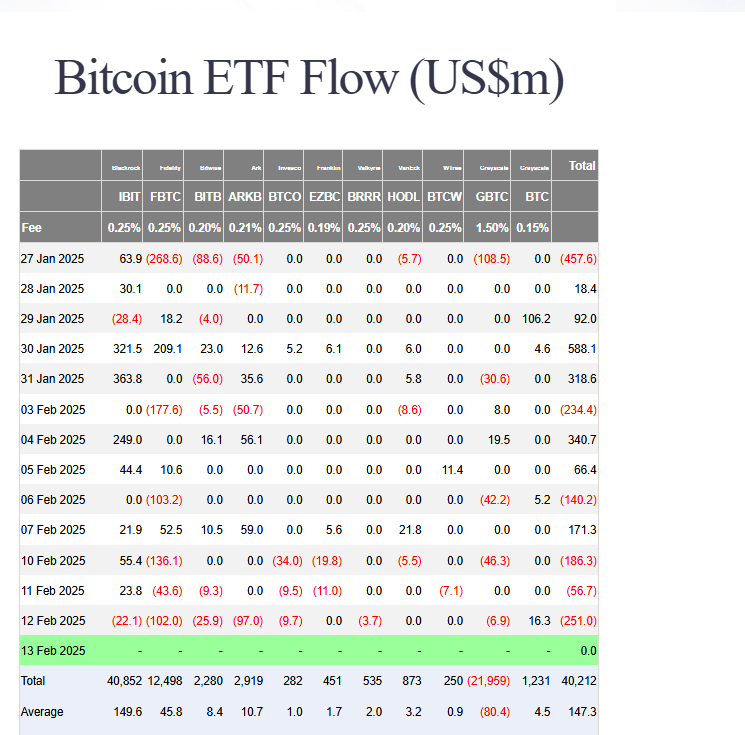 Bitcoin ETF Flow (US$m)
Blackrock Fidelity Bitwise Ark Invesco Franklin Valkyrie VanEck WTree Grayscale Grayscale Total
IBIT FBTC BITB ARKB BTCO EZBC BRRR HODL BTCW GBTC BTC
Fee 0.25% 0.25% 0.20% 0.21% 0.25% 0.19% 0.25% 0.20% 0.25% 1.50% 0.15%
27 Jan 2025 63.9 (268.6) (88.6) (50.1) 0.0 0.0 0.0 (5.7) 0.0 (108.5) 0.0 (457.6)
28 Jan 2025 30.1 0.0 0.0 (11.7) 0.0 0.0 0.0 0.0 0.0 0.0 0.0 18.4
29 Jan 2025 (28.4) 18.2 (4.0) 0.0 0.0 0.0 0.0 0.0 0.0 0.0 106.2 92.0
30 Jan 2025 321.5 209.1 23.0 12.6 5.2 6.1 0.0 6.0 0.0 0.0 4.6 588.1
31 Jan 2025 363.8 0.0 (56.0) 35.6 0.0 0.0 0.0 5.8 0.0 (30.6) 0.0 318.6
03 Feb 2025 0.0 (177.6) (5.5) (50.7) 0.0 0.0 0.0 (8.6) 0.0 8.0 0.0 (234.4)
04 Feb 2025 249.0 0.0 16.1 56.1 0.0 0.0 0.0 0.0 0.0 19.5 0.0 340.7
05 Feb 2025 44.4 10.6 0.0 0.0 0.0 0.0 0.0 0.0 11.4 0.0 0.0 66.4
06 Feb 2025 0.0 (103.2) 0.0 0.0 0.0 0.0 0.0 0.0 0.0 (42.2) 5.2 (140.2)
07 Feb 2025 21.9 52.5 10.5 59.0 0.0 5.6 0.0 21.8 0.0 0.0 0.0 171.3
10 Feb 2025 55.4 (136.1) 0.0 0.0 (34.0) (19.8) 0.0 (5.5) 0.0 (46.3) 0.0 (186.3)
11 Feb 2025 23.8 (43.6) (9.3) 0.0 (9.5) (11.0) 0.0 0.0 (7.1) 0.0 0.0 (56.7)
12 Feb 2025 (22.1) (102.0) (25.9) (97.0) (9.7) 0.0 (3.7) 0.0 0.0 (6.9) 16.3 (251.0)
13 Feb 2025 - - - - - - - - - - - 0.0
Total 40,852 12,498 2,280 2,919 282 451 535 873 250 (21,959) 1,231 40,212
Average 149.6 45.8 8.4 10.7 1.0 1.7 2.0 3.2 0.9 (80.4) 4.5 147.3